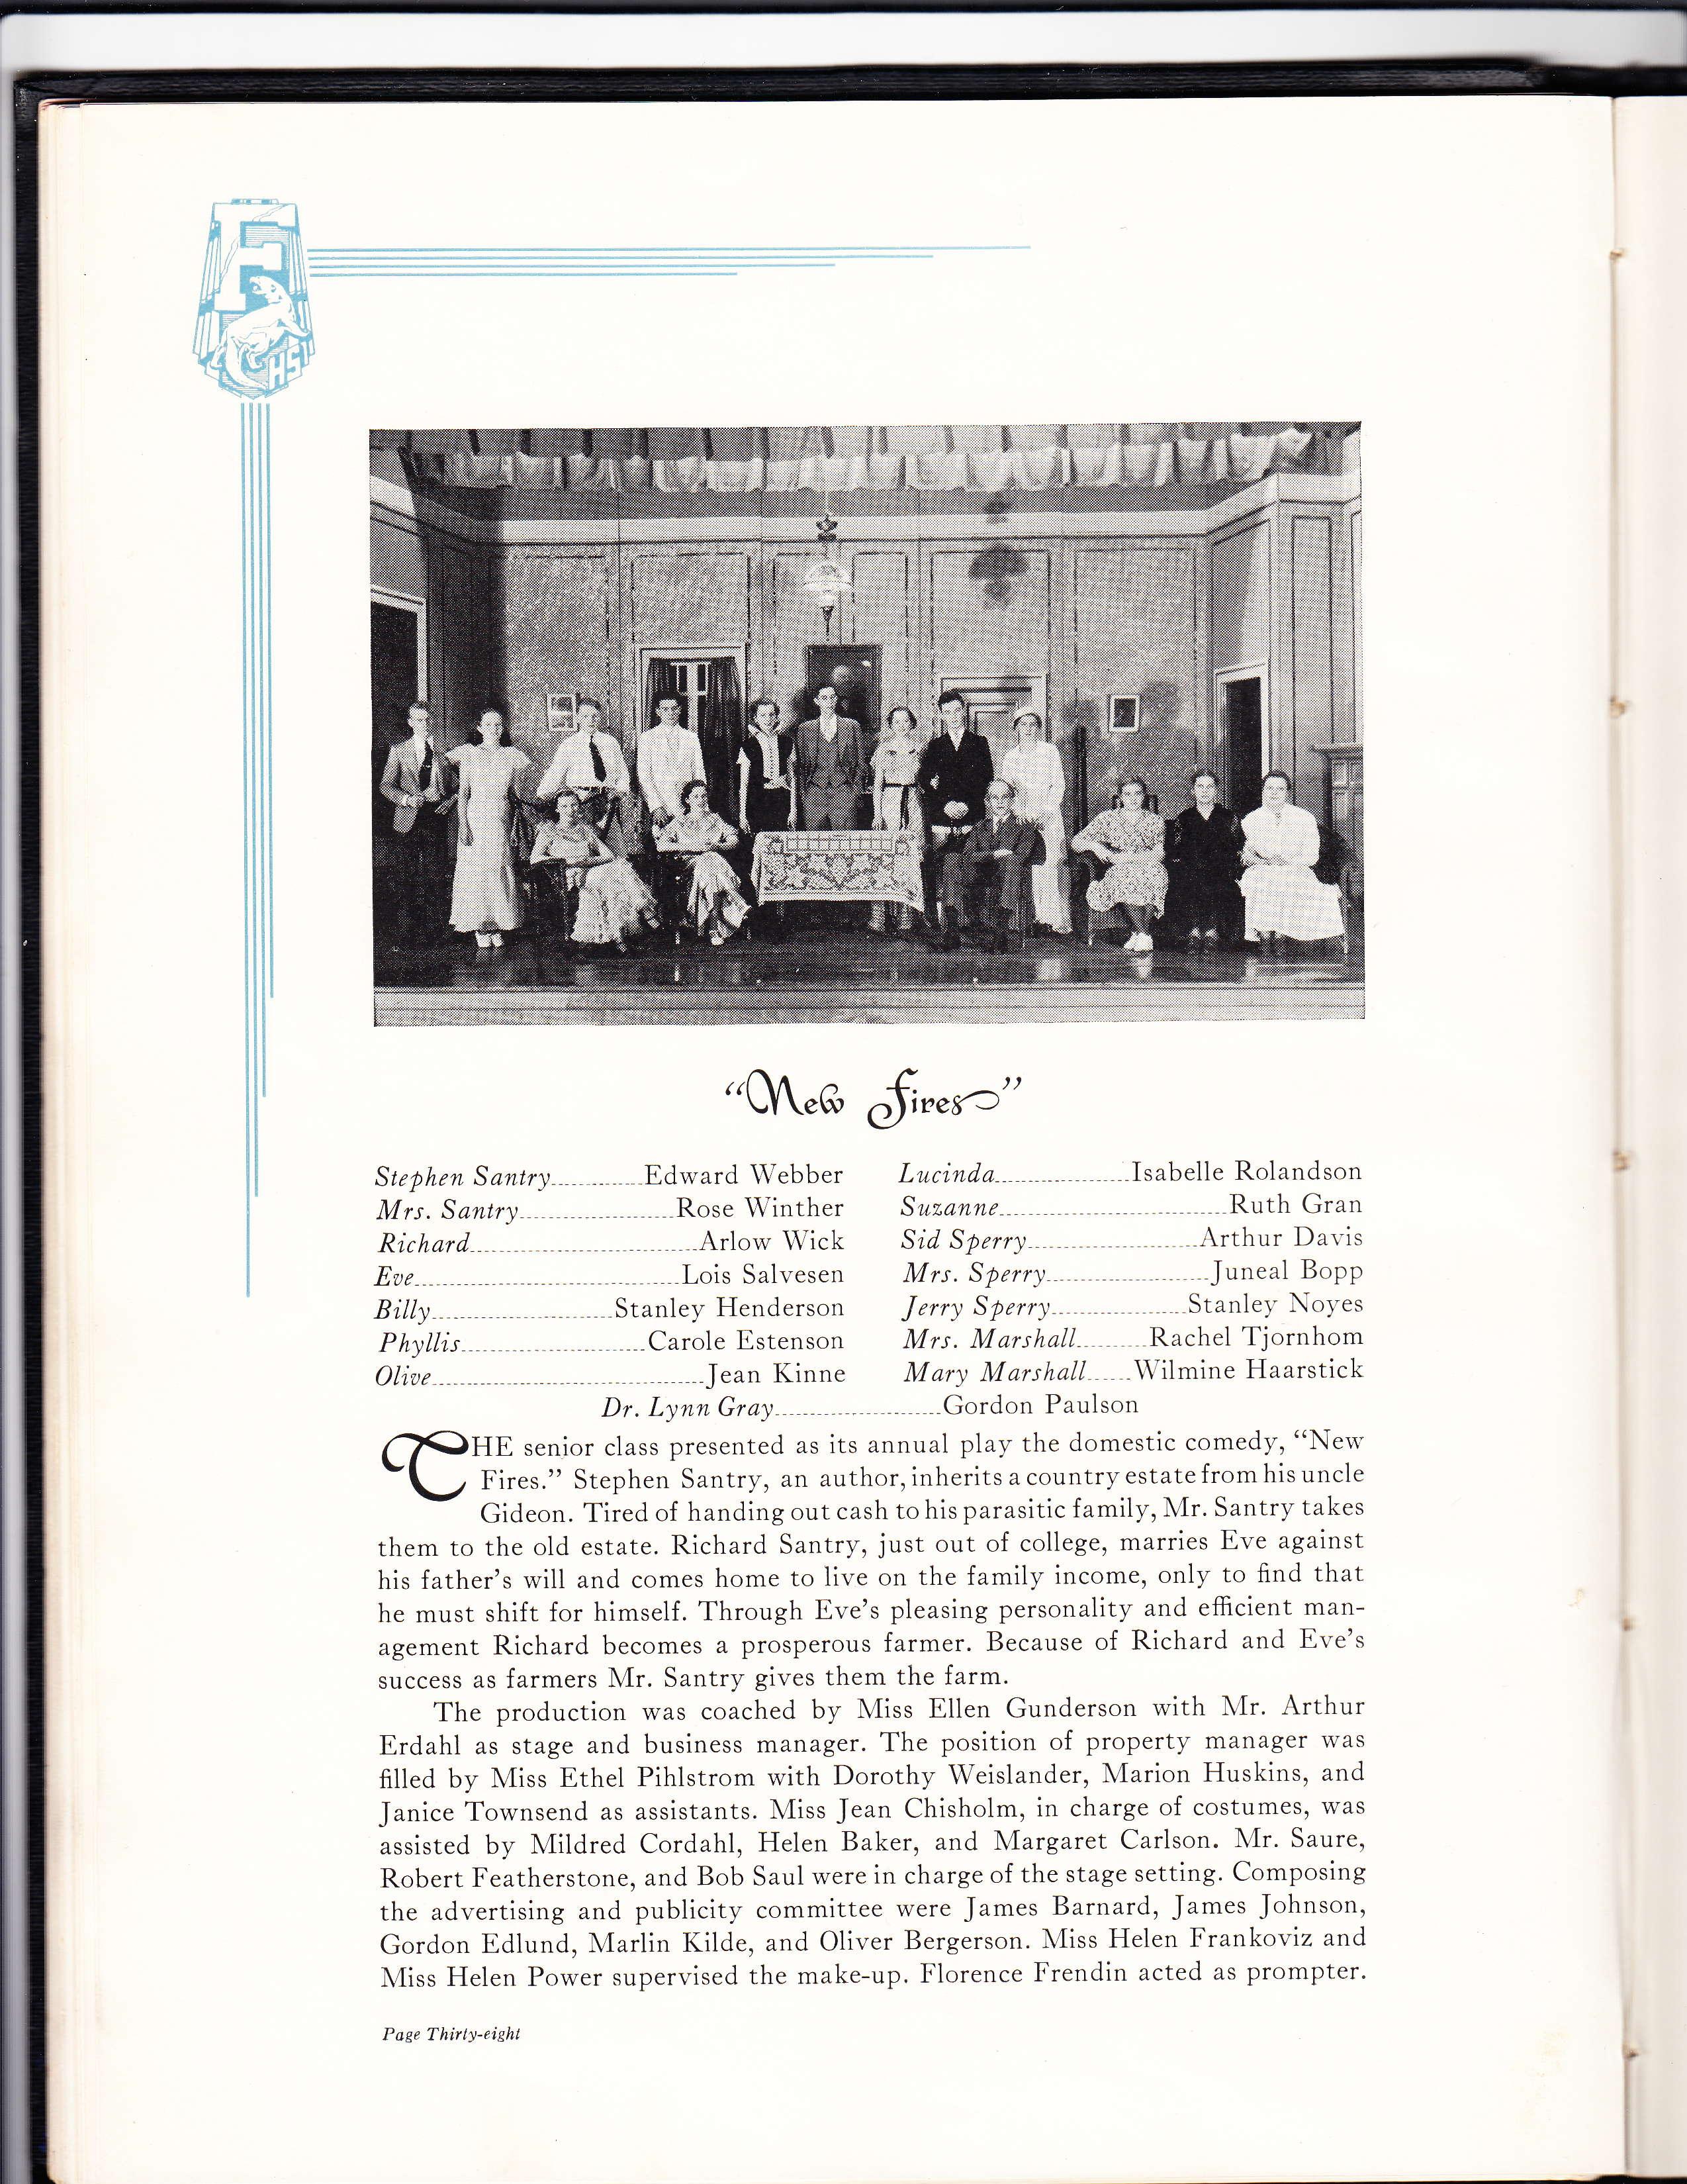 F
HS
“New Fires”
Stephen Santry Edward Webber
Mrs. Santry Rose Winther
Richard Arlow Wick
Eve Lois Salvesen
Billy Stanley Henderson
Phyllis Carole Estenson
Olive Jean Kinne
Lucinda Isabelle Rolandson
Suzanne Ruth Gran
Sid Sperry Arthur Davis
Mrs. Sperry Juneal Bopp
Jerry Sperry Stanley Noyes
Mrs. Marshall Rachel Tjornhom
Mary Marshall Wilmine Haarstick
Dr. Lynn Gray Gordon Paulson
THE senior class presented as its annual play the domestic comedy, “New
Fires.” Stephen Santry, an author, inherits a country estate from his uncle
Gideon. Tired of handing out cash to his parasitic family, Mr. Santry takes
them to the old estate. Richard Santry, just out of college, marries Eve against
his father’s will and comes home to live on the family income, only to find that
he must shift for himself. Through Eve’s pleasing personality and efficient man-
agement Richard becomes a prosperous farmer. Because of Richard and Eve’s
success as farmers Mr. Santry gives them the farm.
The production was coached by Miss Ellen Gunderson with Mr. Arthur
Erdahl as stage and business manager. The position of property manager was
filled by Miss Ethel Pihlstrom with Dorothy Weislander, Marion Huskins, and
Janice Townsend as assistants. Miss Jean Chisholm, in charge of costumes, was
assisted by Mildred Cordahl, Helen Baker, and Margaret Carlson. Mr. Saure,
Robert Featherstone, and Bob Saul were in charge of the stage setting. Composing
the advertising and publicity committee were James Barnard, James Johnson,
Gordon Edlund, Marlin Kilde, and Oliver Bergerson. Miss Helen Frankoviz and
Miss Helen Power supervised the make-up. Florence Frendin acted as prompter.
Page Thirty-eight